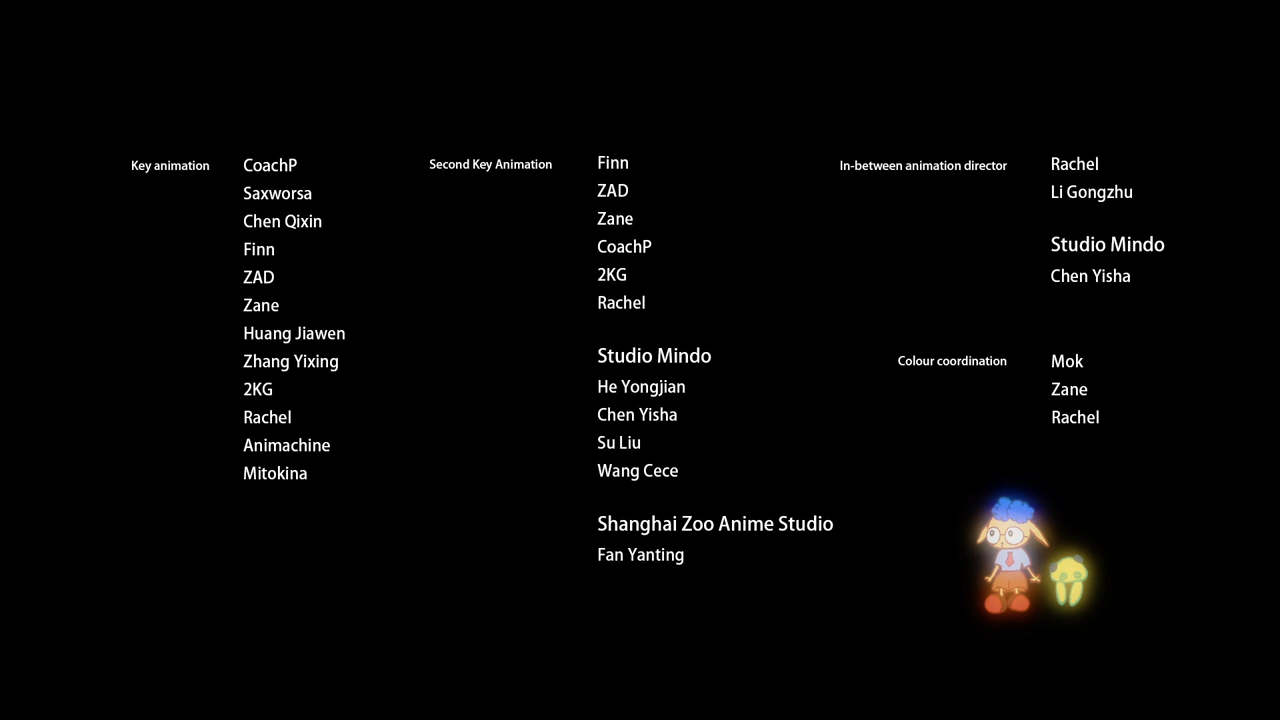 Key animation
CoachP
Saxworsa
Chen Qixin
Finn
ZAD
Zane
Huang Jiawen
Zhang Yixing
2KG
Rachel
Animachine
Mitokina
Second Key Animation
Finn
ZAD
Zane
CoachP
2KG
Rachel
Studio Mindo
He Yongjian
Chen Yisha
Su Liu
Wang Cece
Shanghai Zoo Anime Studio
Fan Yanting
In-between animation director
Rachel
Li Gongzhu
Studio Mindo
Chen Yisha
Colour coordination
Mok
Zane
Rachel